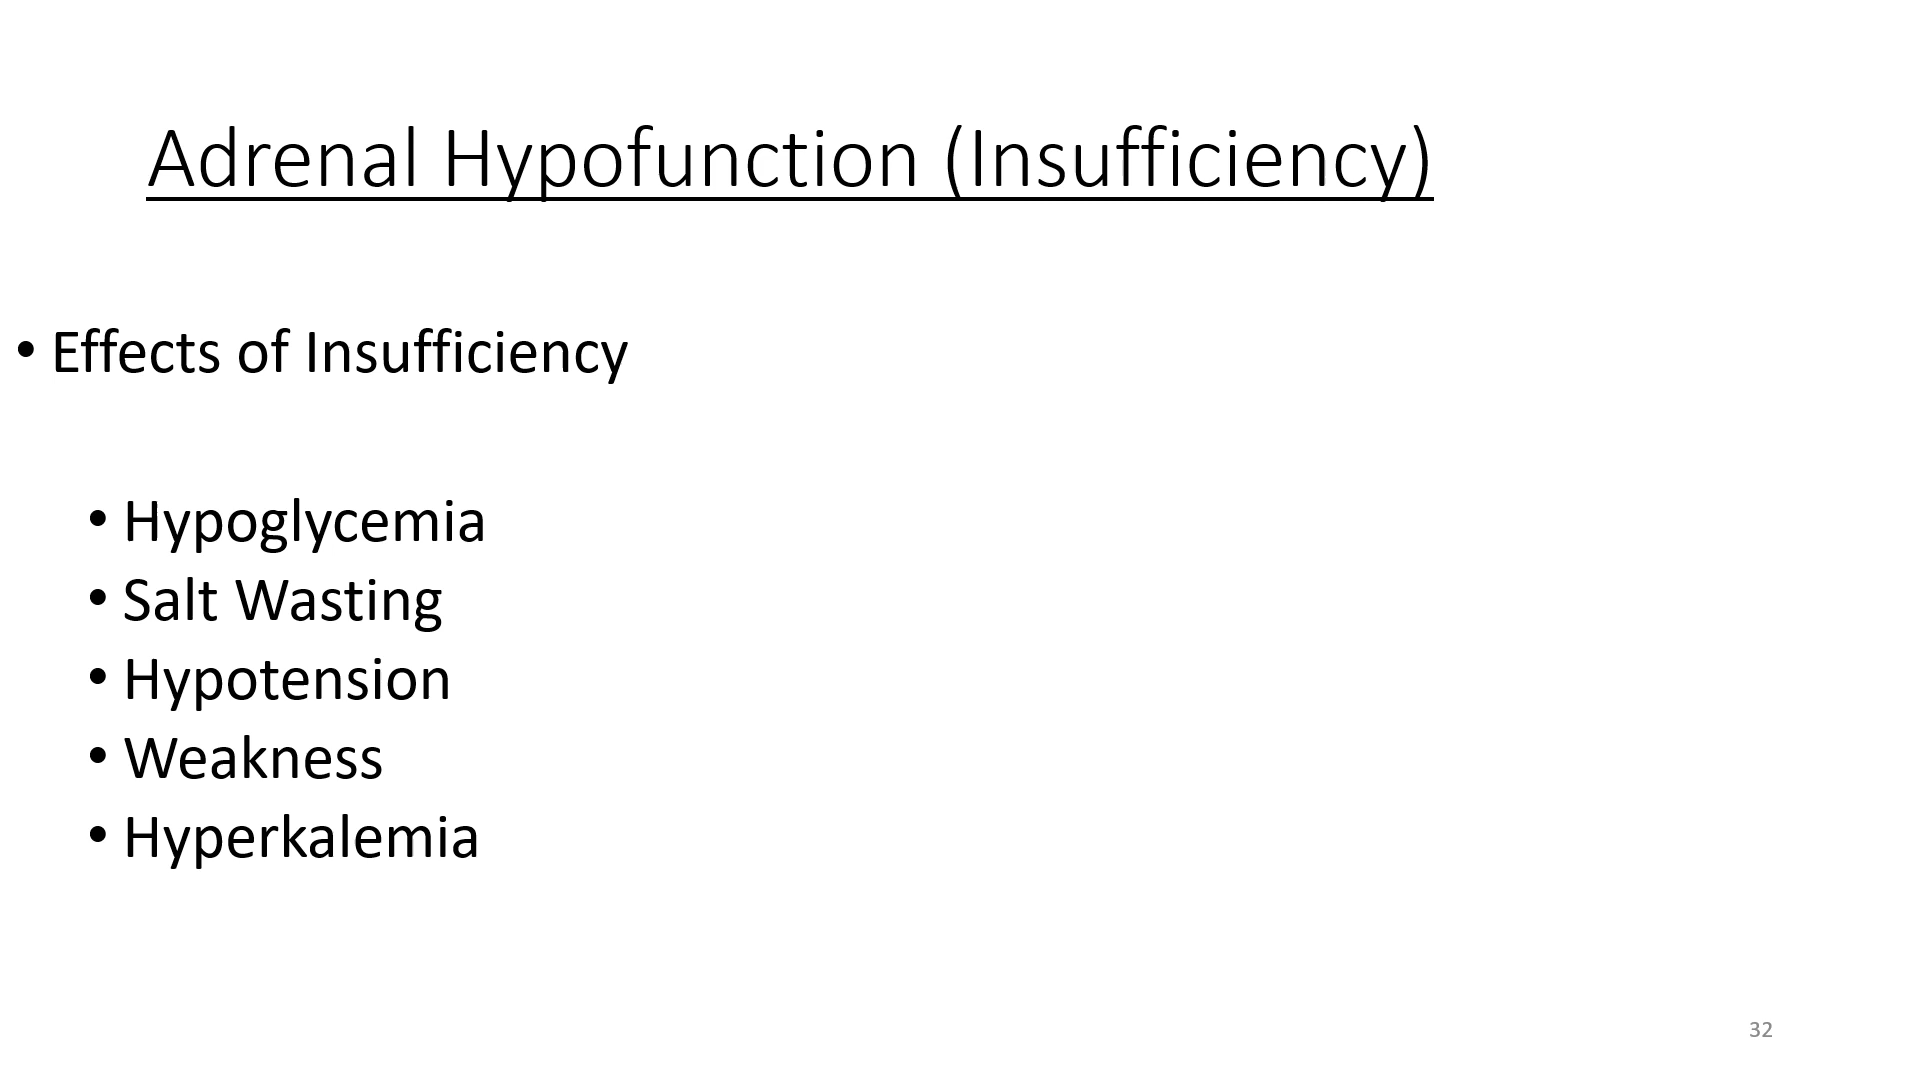 Adrenal Hypofunction (Insufficiency)
• Effects of Insufficiency
• Hypoglycemia
• Salt Wasting
• Hypotension
• Weakness
• Hyperkalemia
32